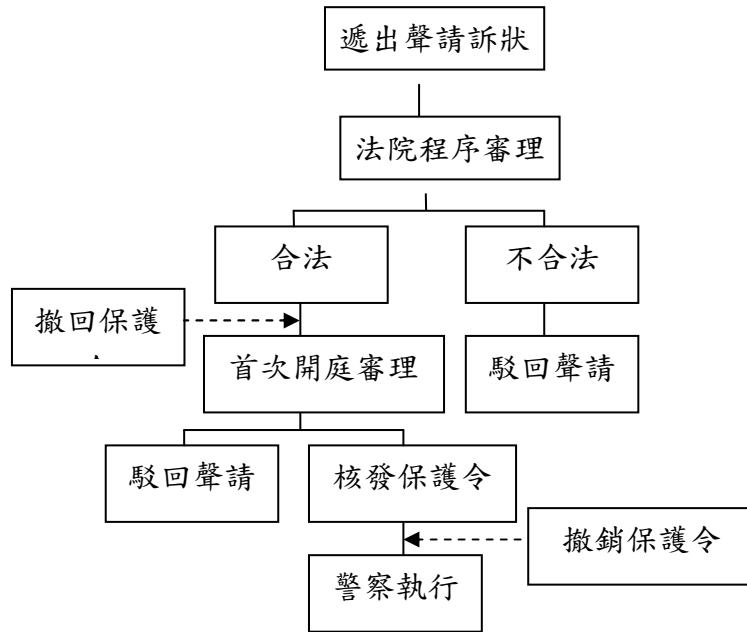 遞出聲請訴狀
法院程序審理
合法
不合法
撤回保護
首次開庭審理
駁回聲請
駁回聲請
核發保護令
撤銷保護令
警察執行